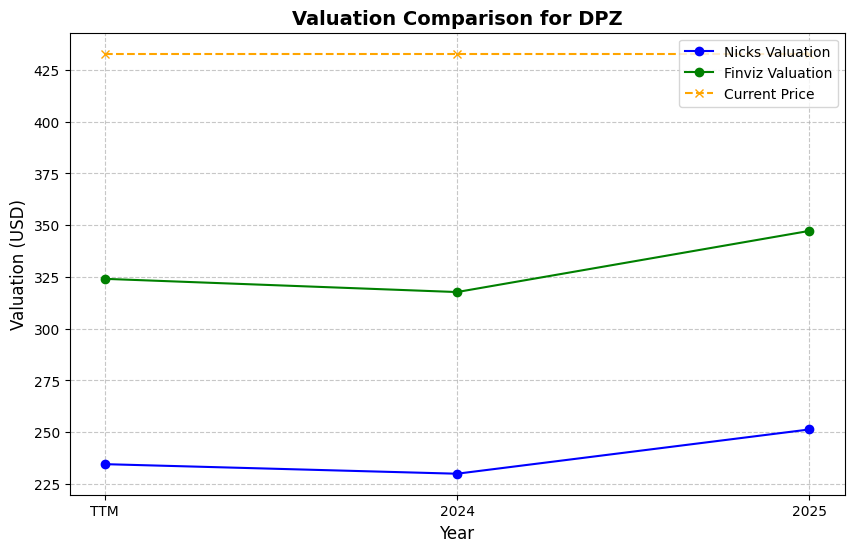 Valuation Comparison for DPZ
Nicks Valuation
Finviz Valuation
Current Price
Valuation (USD)
425
400
375
350
325
300
275
250
225
TTM
2024
2025
Year